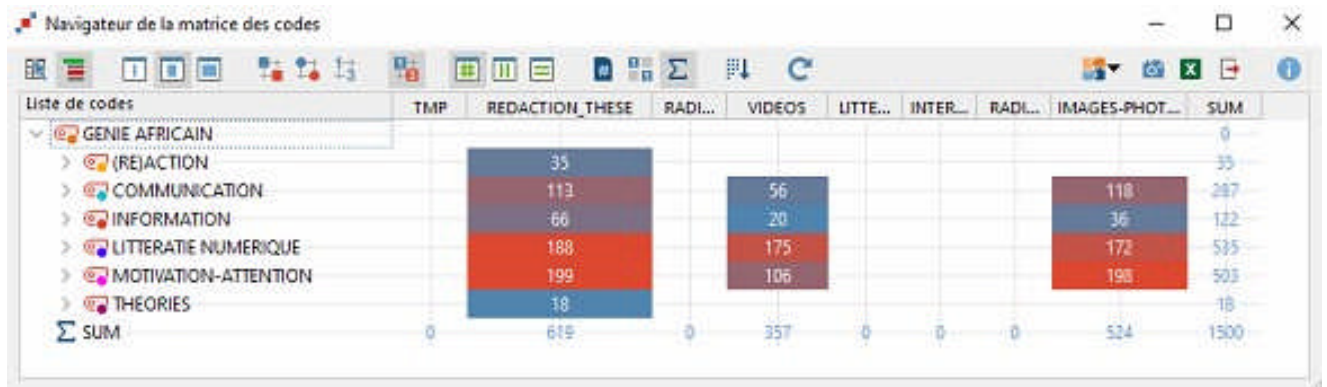 Navigateur de la matrice des codes
Liste de codes TMP REDACTION_THESE RADI... VIDEOS LITTE... INTER... RADI... IMAGES-PHOT... SUM
GENIE AFRICAIN 0
(RE)ACTION 35 35
COMMUNICATION 113 56 118 287
INFORMATION 66 20 36 122
LITTERATIE NUMERIQUE 188 175 172 535
MOTIVATION-ATTENTION 199 106 198 503
THEORIES 18 18
Σ SUM 0 619 0 357 0 0 0 524 1500